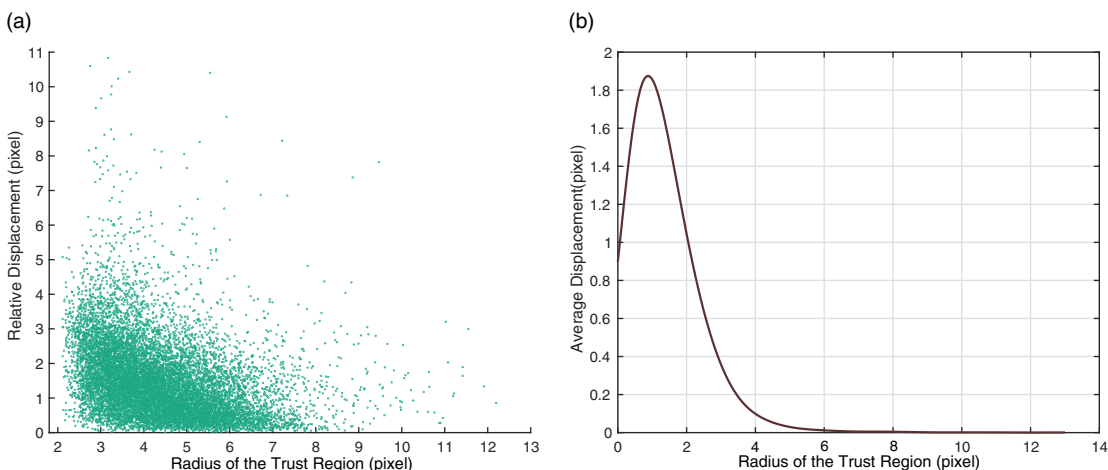 (a)
11
10
9
8
7
6
5
4
3
2
1
0
Relative Displacement (pixel)
2 3 4 5 6 7 8 9 10 11 12 13
Radius of the Trust Region (pixel)
(b)
2
1.8
1.6
1.4
1.2
1
0.8
0.6
0.4
0.2
0
Average Displacement(pixel)
0 2 4 6 8 10 12 14
Radius of the Trust Region (pixel)